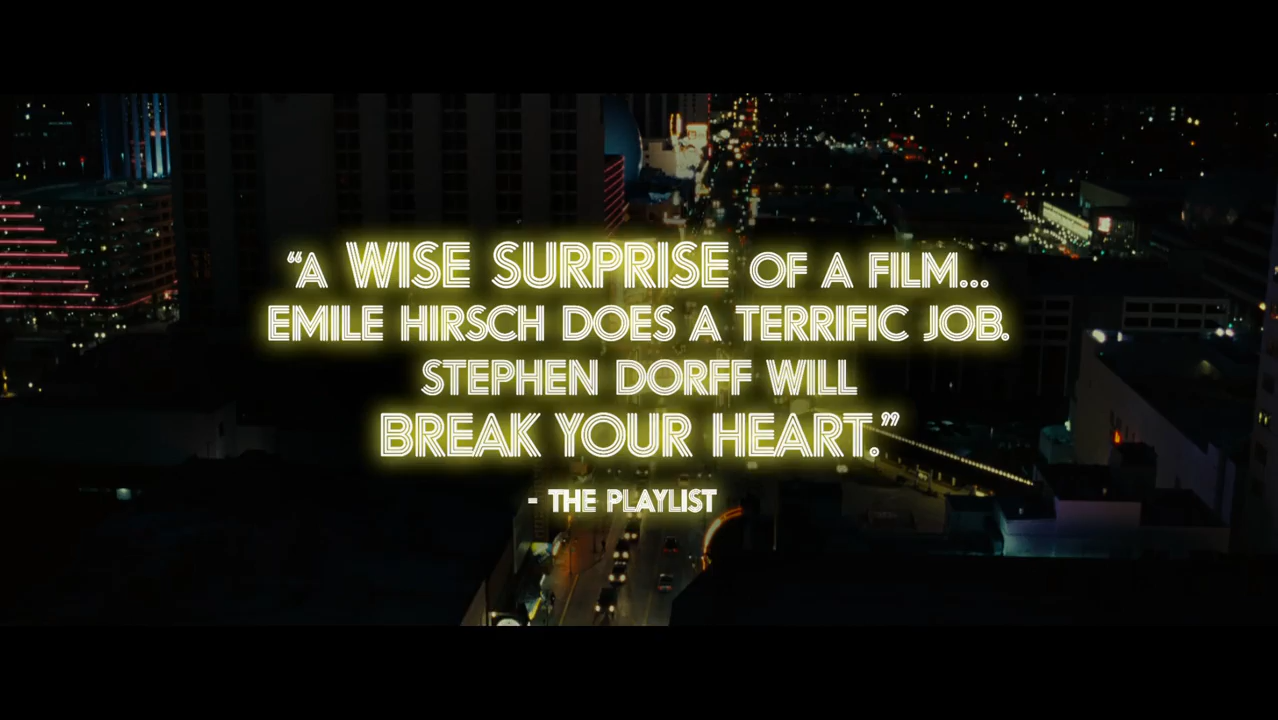 “A WISE SURPRISE OF A FILM...
EMILE HIRSCH DOES A TERRIFIC JOB.
STEPHEN DORFF WILL
BREAK YOUR HEART.”
- THE PLAYLIST